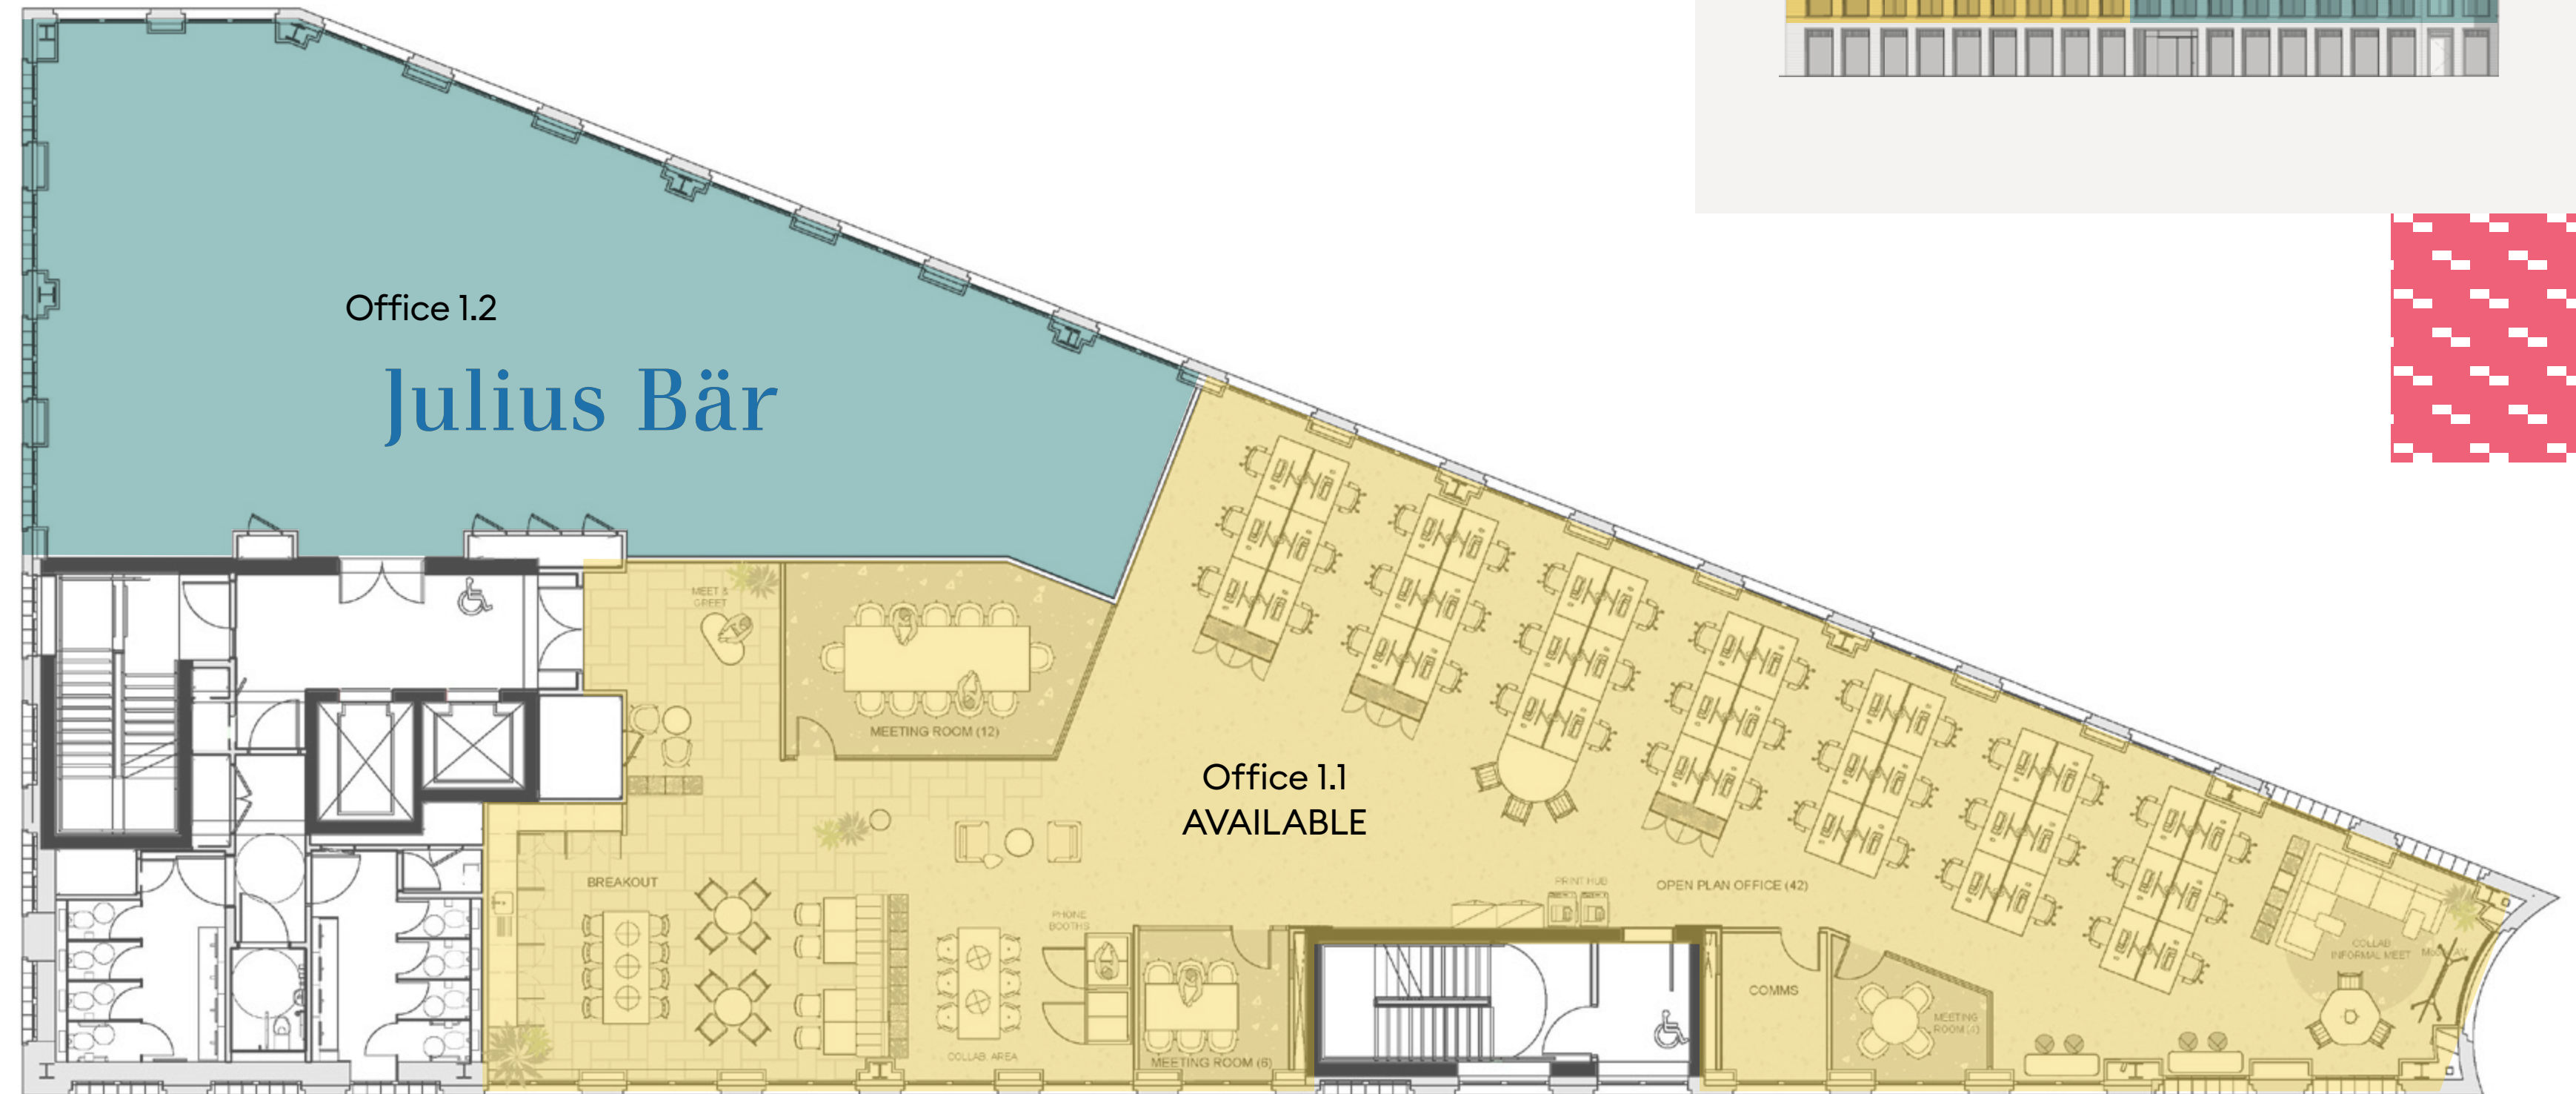 Office 1.2
Julius Bär
MEET &
GREET
MEETING ROOM (12)
Office 1.1
AVAILABLE
BREAKOUT
PRINT HUB
OPEN PLAN OFFICE (42)
PHONE
BOOTHS
COLLAB
INFORMAL MEET
COMMS
MEETING
ROOM (4)
COLLAB AREA
MEETING ROOM (6)